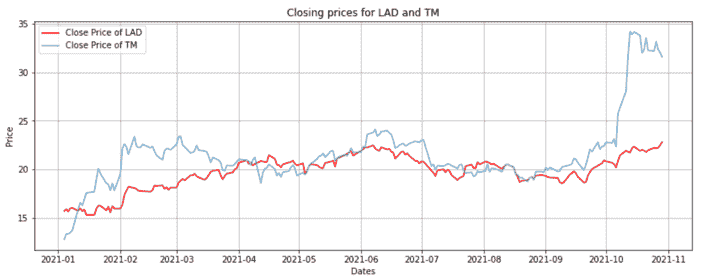 Closing prices for LAD and TM
Close Price of LAD
Close Price of TM
35
30
25
20
15
Price
2021-01 2021-02 2021-03 2021-04 2021-05 2021-06 2021-07 2021-08 2021-09 2021-10 2021-11
Dates